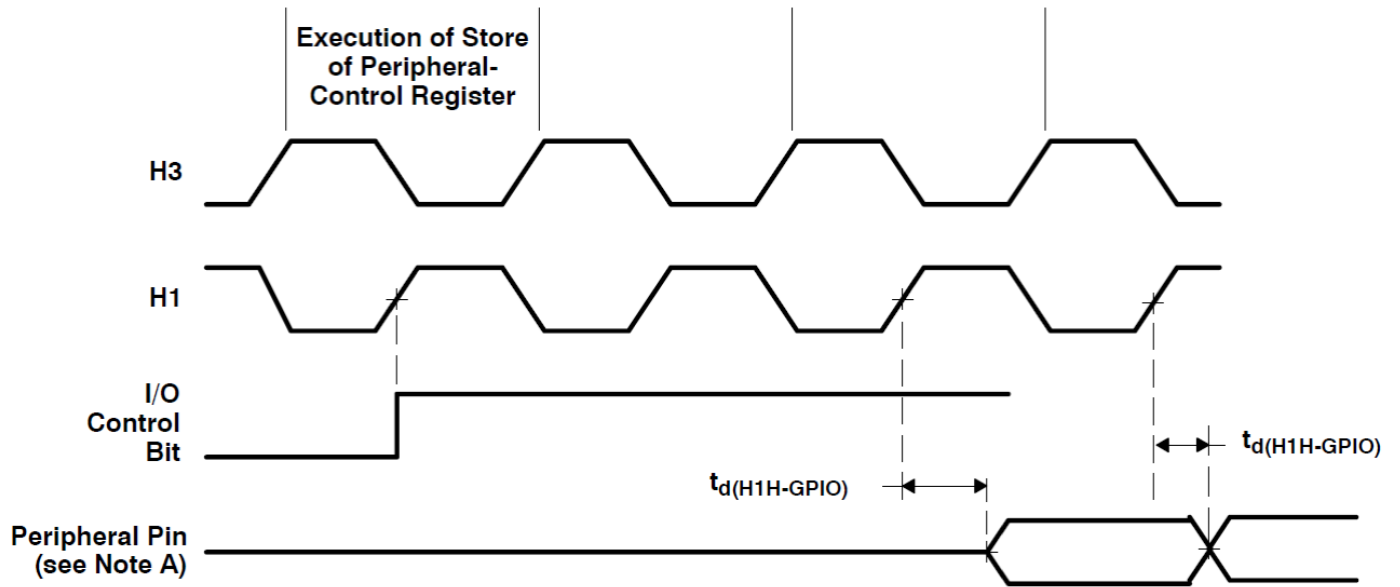 Execution of Store
of Peripheral-
Control Register
H3
H1
I/O
Control
Bit
td(H1H-GPIO)
td(H1H-GPIO)
Peripheral Pin
(see Note A)